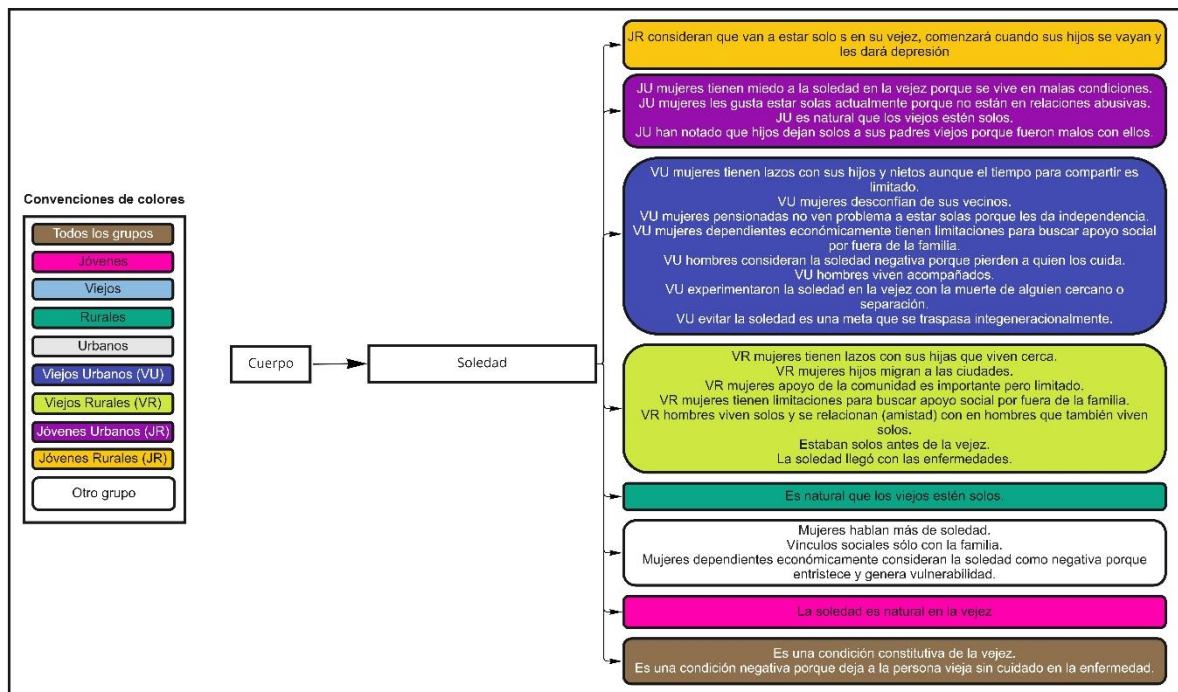 Convenciones de colores
Todos los grupos
Jóvenes
Viejos
Rurales
Urbanos
Viejos Urbanos (VU)
Viejos Rurales (VR)
Jóvenes Urbanos (JR)
Jóvenes Rurales (JR)
Otro grupo
Cuerpo
Soledad
JR consideran que van a estar solo s en su vejez, comenzará cuando sus hijos se vayan y
les dará depresión
JU mujeres tienen miedo a la soledad en la vejez porque se vive en malas condiciones.
JU mujeres les gusta estar solas actualmente porque no están en relaciones abusivas.
JU es natural que los viejos estén solos.
JU han notado que hijos dejan solos a sus padres viejos porque fueron malos con ellos.
VU mujeres tienen lazos con sus hijos y nietos aunque el tiempo para compartir es
limitado.
VU mujeres desconfian de sus vecinos.
VU mujeres pensionadas no ven problema a estar solas porque les da independencia.
VU mujeres dependientes económicamente tienen limitaciones para buscar apoyo social
por fuera de la familia.
VU hombres consideran la soledad negativa porque pierden a quien los cuida.
VU hombres viven acompañados.
VU experimentaron la soledad en la vejez con la muerte de alguien cercano o
separación.
VU evitar la soledad es una meta que se traspasa integeneracionalmente.
VR mujeres tienen lazos con sus hijas que viven cerca.
VR mujeres hijos migran a las ciudades.
VR mujeres apoyo de la comunidad es importante pero limitado.
VR mujeres tienen limitaciones para buscar apoyo social por fuera de la familia.
VR hombres viven solos y se relacionan (amistad) con en hombres que también viven
solos.
Estaban solos antes de la vejez.
La soledad llegó con las enfermedades.
Es natural que los viejos estén solos.
Mujeres hablan más de soledad.
Vínculos sociales sólo con la familia.
Mujeres dependientes económicamente consideran la soledad como negativa porque
entristece y genera vulnerabilidad.
La soledad es natural en la vejez
Es una condición constitutiva de la vejez.
Es una condición negativa porque deja a la persona vieja sin cuidado en la enfermedad.